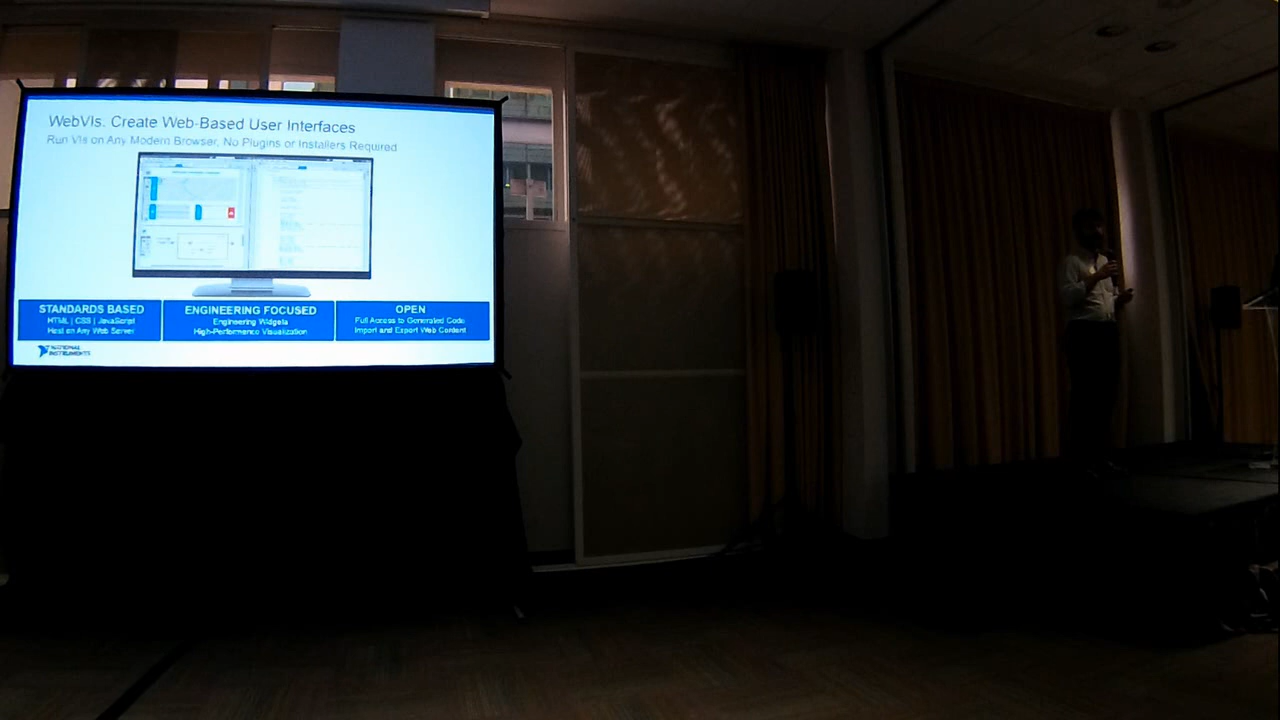 WebVIs: Create Web-Based User Interfaces
Run VIs on Any Modern Browser, No Plugins or Installers Required
STANDARDS BASED
HTML | CSS | JavaScript
Host on Any Web Server
ENGINEERING FOCUSED
Engineering Widgets
High-Performance Visualization
OPEN
Full Access to Generated Code
Import and Export Web Content
NATIONAL
INSTRUMENTS